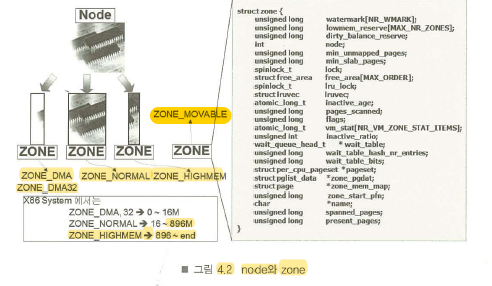 Node
ZONE_MOVABLE
ZONE ZONE ZONE ZONE
ZONE_DMA ZONE_NORMAL ZONE_HIGHMEM
ZONE_DMA32
X86 System 에서는
ZONE_DMA, 32 → 0 ~ 16M
ZONE_NORMAL → 16 ~ 896M
ZONE_HIGHMEM → 896 ~ end
struct zone {
unsigned long watermark[NR_WMARK];
unsigned long lowmem_reserve[MAX_NR_ZONES];
unsigned long dirty_balance_reserve;
int node;
unsigned long min_unmapped_pages;
unsigned long min_slab_pages;
spinlock_t lock;
struct free_area free_area[MAX_ORDER];
spinlock_t lru_lock;
struct lruvec lruvec;
atomic_long_t inactive_age;
unsigned long pages_scanned;
unsigned long flags;
atomic_long_t vm_stat[NR_VM_ZONE_STAT_ITEMS];
unsigned int inactive_ratio;
wait_queue_head_t * wait_table;
unsigned long wait_table_hash_nr_entries;
unsigned long wait_table_bits;
struct per_cpu_pageset *pageset;
struct pglist_data *zone_pgdat;
struct page *zone_mem_map;
unsigned long zone_start_pfn;
char *name;
unsigned long spanned_pages;
unsigned long present_pages;
}
■ 그림 4.2 node와 zone